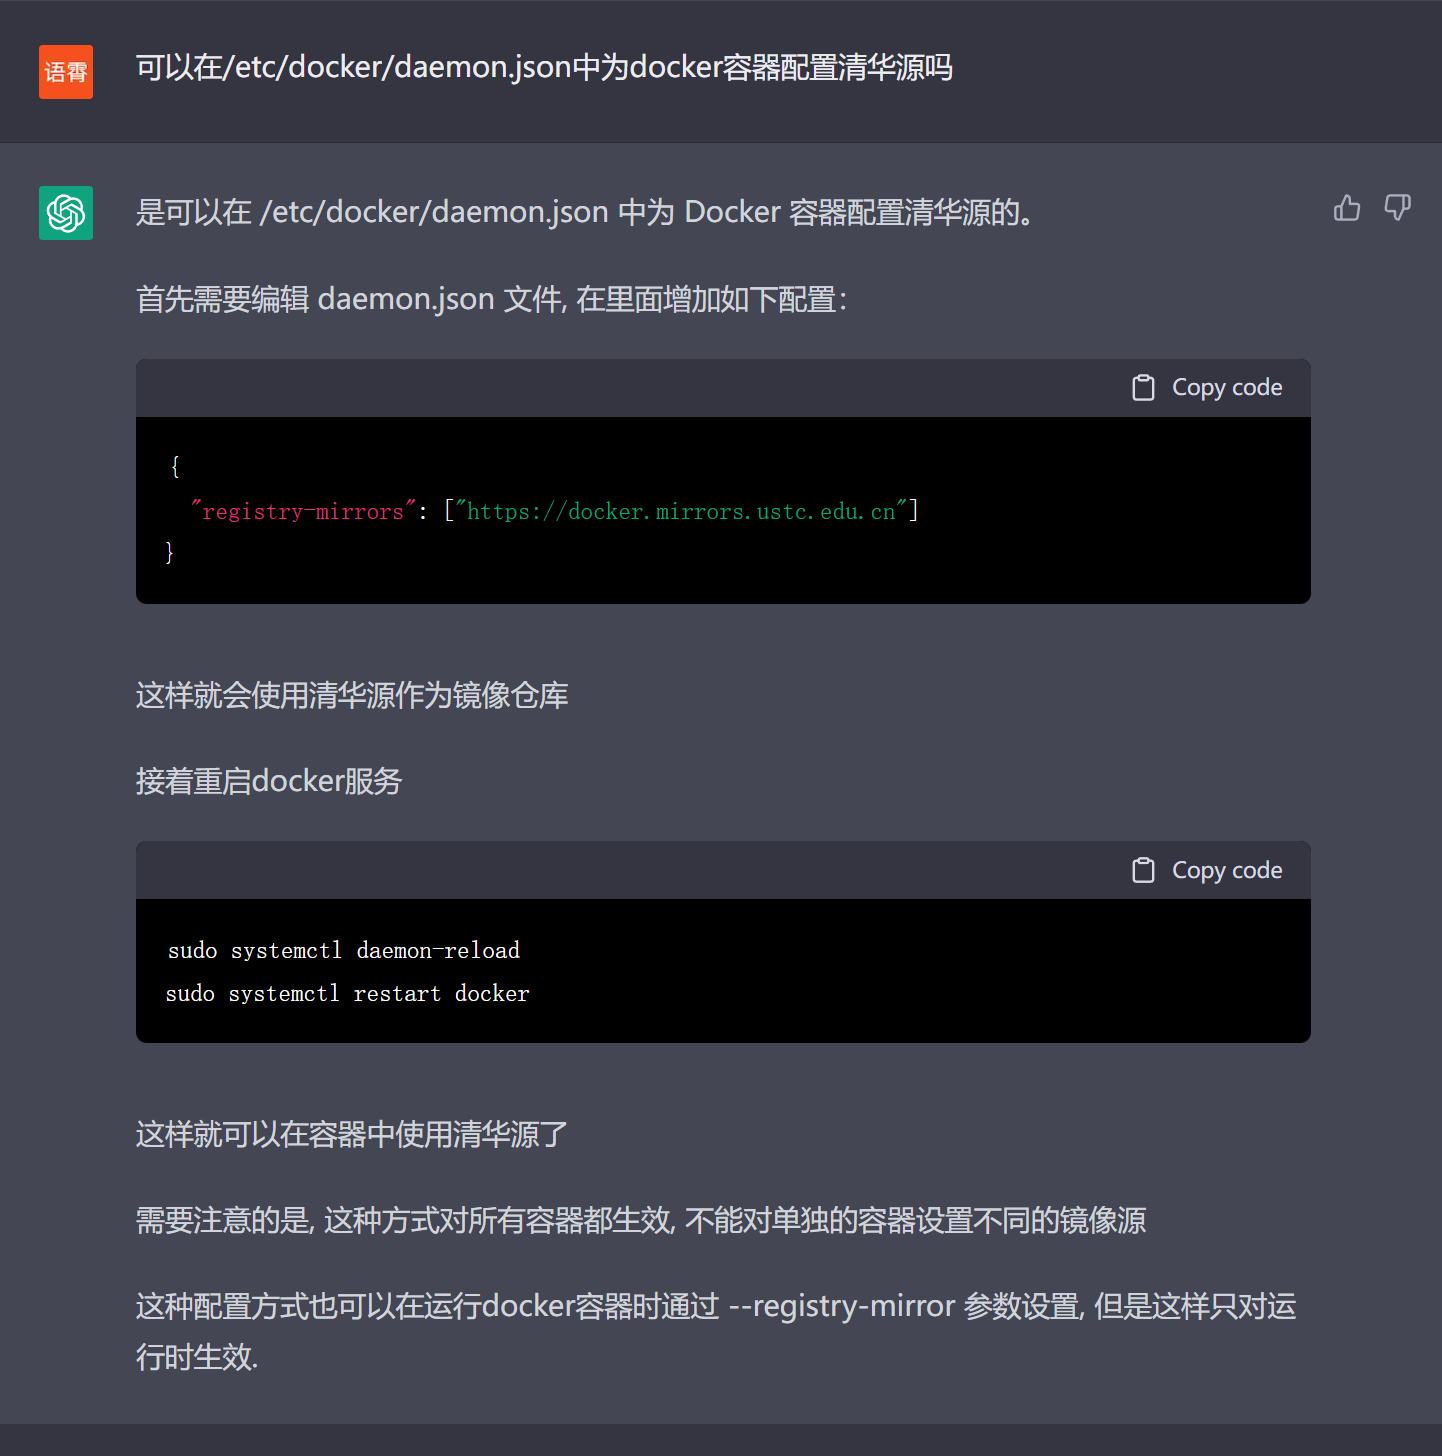 语霄
可以在/etc/docker/daemon.json中为docker容器配置清华源吗
是可以在 /etc/docker/daemon.json 中为 Docker 容器配置清华源的。
首先需要编辑 daemon.json 文件, 在里面增加如下配置：
Copy code
{
"registry-mirrors": ["https://docker.mirrors.ustc.edu.cn"]
}
这样就会使用清华源作为镜像仓库
接着重启docker服务
Copy code
sudo systemctl daemon-reload
sudo systemctl restart docker
这样就可以在容器中使用清华源了
需要注意的是, 这种方式对所有容器都生效, 不能对单独的容器设置不同的镜像源
这种配置方式也可以在运行docker容器时通过 --registry-mirror 参数设置, 但是这样只对运
行时生效.